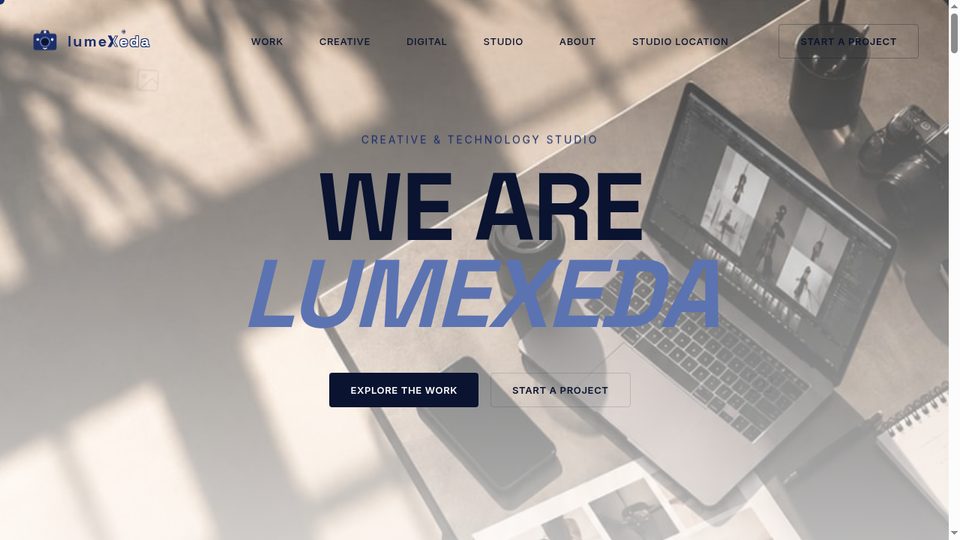 lumeXeda
WORK CREATIVE DIGITAL STUDIO ABOUT STUDIO LOCATION START A PROJECT
CREATIVE & TECHNOLOGY STUDIO
WE ARE
LUMEXEDA
EXPLORE THE WORK START A PROJECT